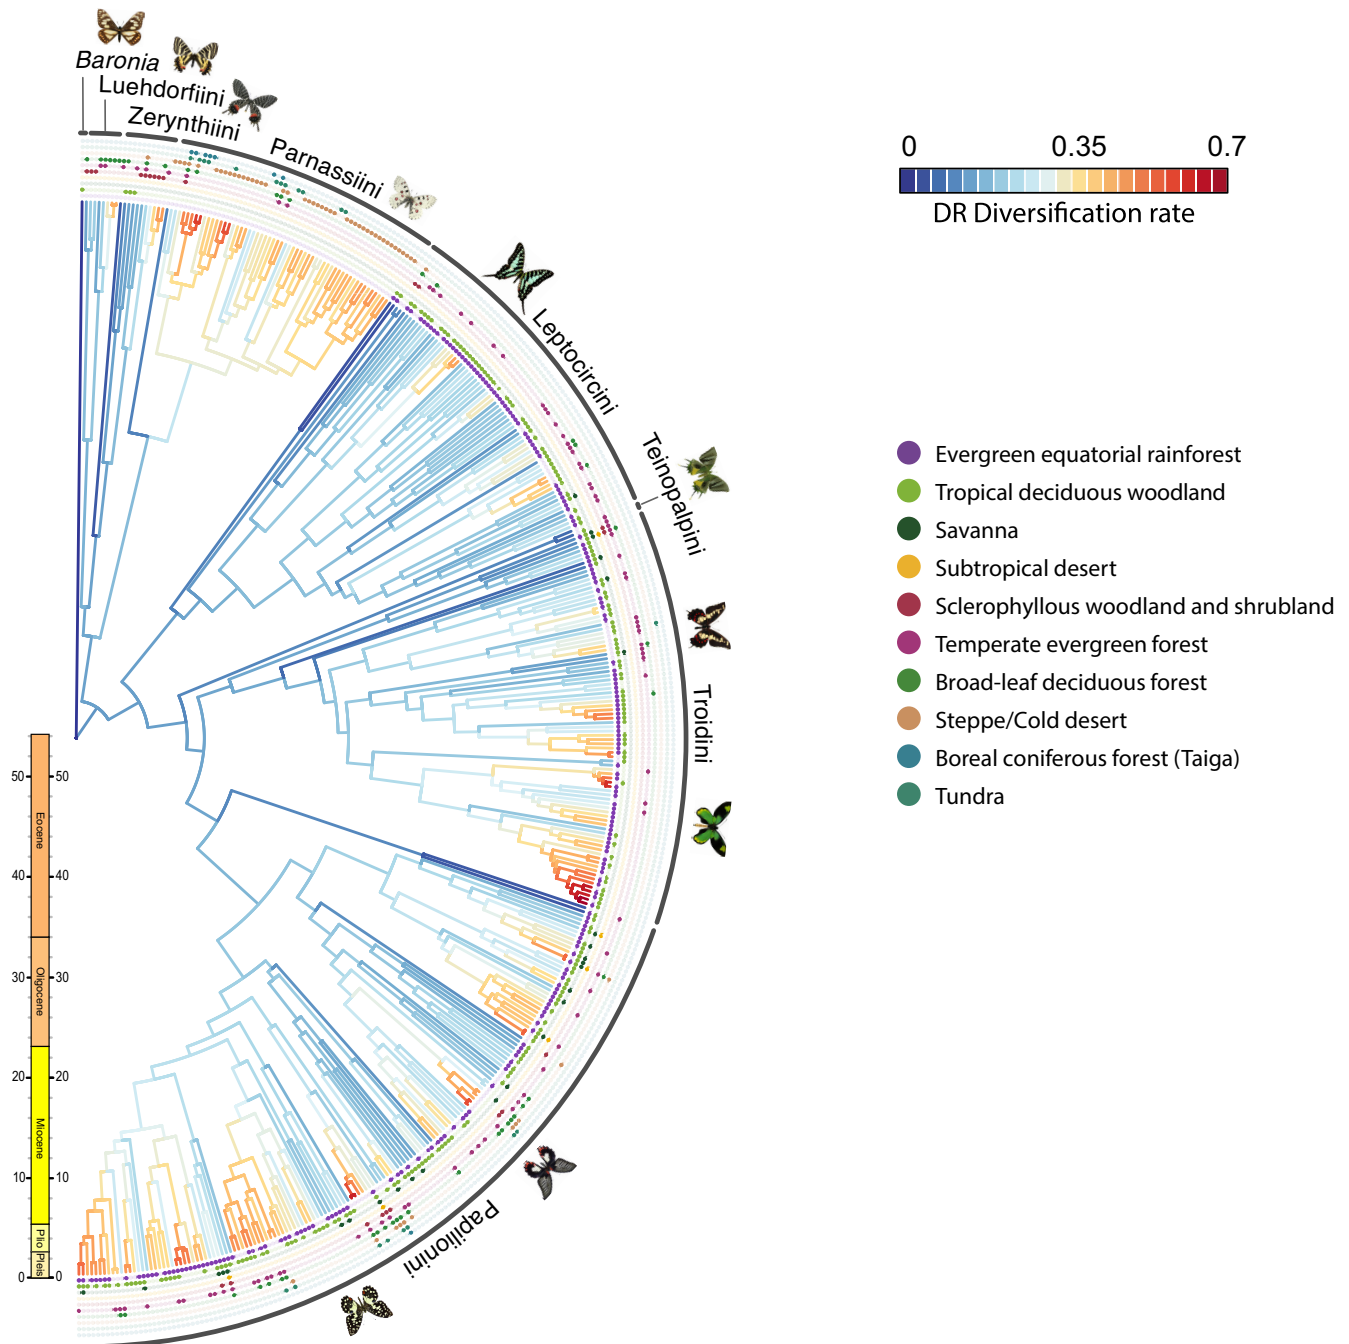 Baronia
Luehdorfiini
Zerynthiini
Parnassiini
Leptocircini
Teinopalpini
Troidini
Papilionini
0 0.35 0.7
DR Diversification rate
Evergreen equatorial rainforest
Tropical deciduous woodland
Savanna
Subtropical desert
Sclerophyllous woodland and shrubland
Temperate evergreen forest
Broad-leaf deciduous forest
Steppe/Cold desert
Boreal coniferous forest (Taiga)
Tundra
50 50
Eocene
40 40
Oligocene
30 30
20 20
Miocene
10 10
Plio
Pleis
0 0